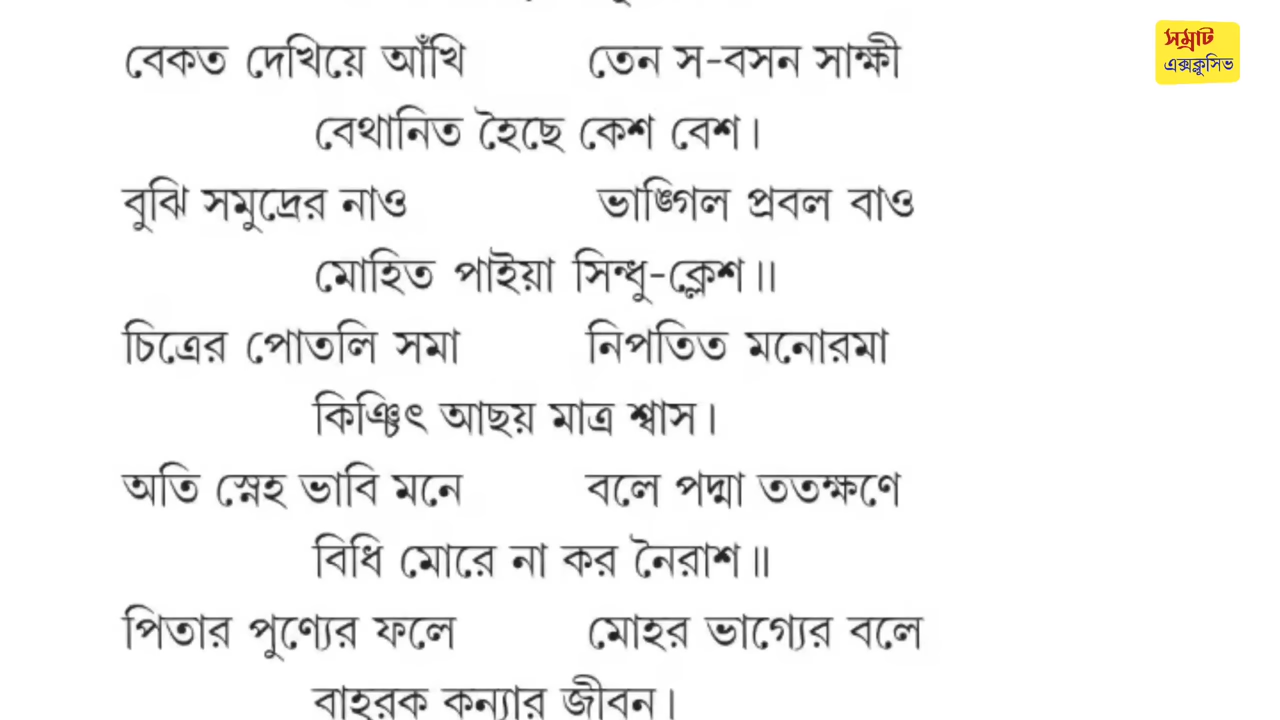 বেকত দেখিয়ে আঁখি তেন স-বসন সাক্ষী
বেথানিত হৈছে কেশ বেশ।
বুঝি সমুদ্রের নাও ভাঙ্গিল প্রবল বাও
মোহিত পাইয়া সিন্ধু-ক্লেশ॥
চিত্রের পোতলি সমা নিপতিত মনোরমা
কিঞ্চিৎ আছয় মাত্র শ্বাস।
অতি স্নেহ ভাবি মনে বলে পদ্মা ততক্ষণে
বিধি মোরে না কর নৈরাশ॥
পিতার পুণ্যের ফলে মোহর ভাগ্যের বলে
বাহুরক কন্যার জীবন।
সম্রাট
এক্সক্লুসিভ